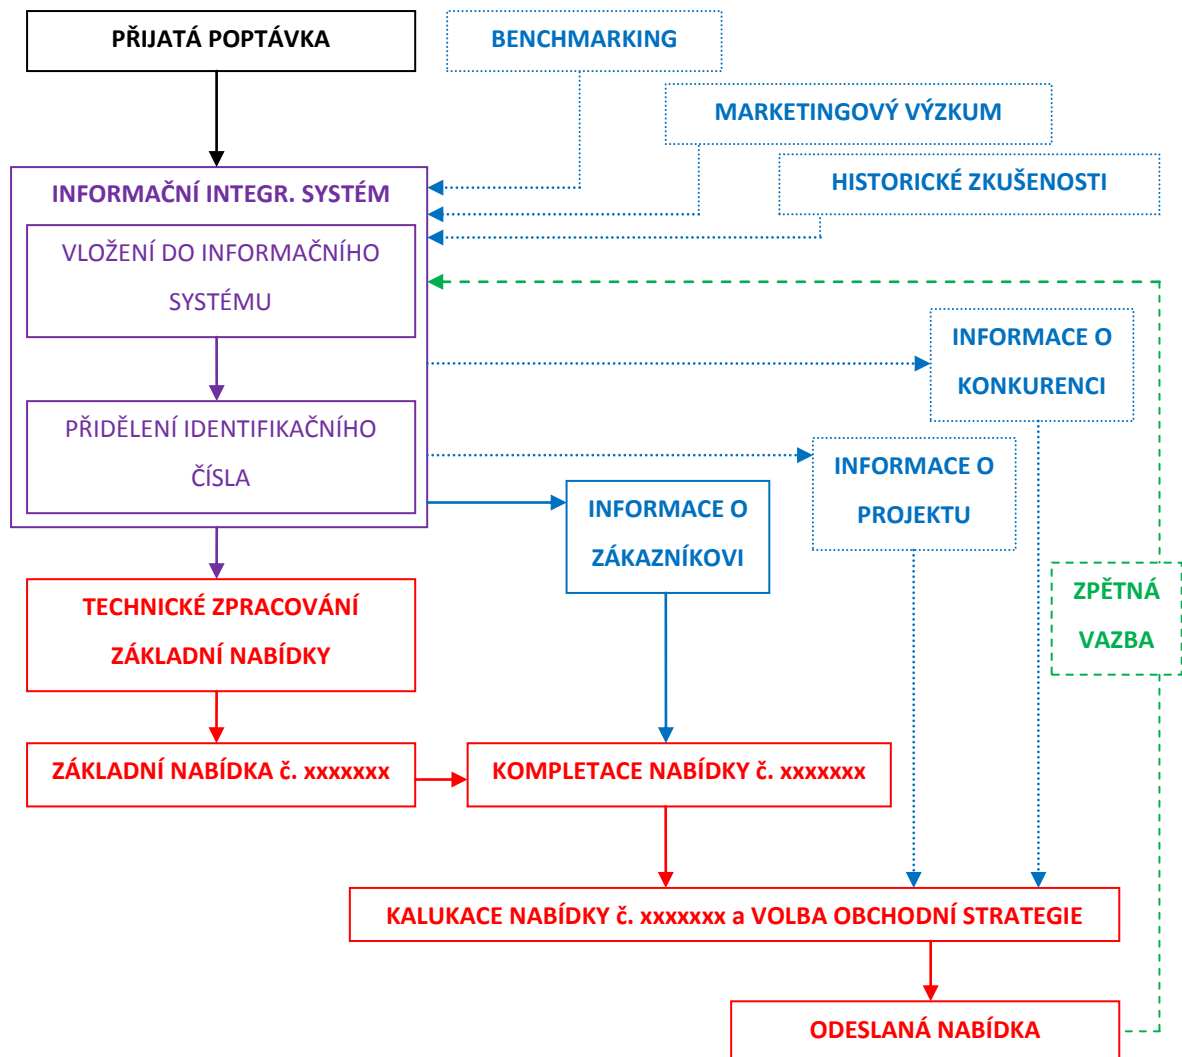 PŘIJATÁ POPTÁVKA
BENCHMARKING
MARKETINGOVÝ VÝZKUM
HISTORICKÉ ZKUŠENOSTI
INFORMAČNÍ INTEGR. SYSTÉM
VLOŽENÍ DO INFORMAČNÍHO
SYSTÉMU
PŘIDĚLENÍ IDENTIFIKAČNÍHO
ČÍSLA
INFORMACE O
KONKURENCI
INFORMACE O
PROJEKTU
INFORMACE O
ZÁKAZNÍKOVI
ZPĚTNÁ
VAZBA
TECHNICKÉ ZPRACOVÁNÍ
ZÁKLADNÍ NABÍDKY
ZÁKLADNÍ NABÍDKA č. xxxxxxx
KOMPLETACE NABÍDKY č. xxxxxxx
KALUKACE NABÍDKY č. xxxxxxx a VOLBA OBCHODNÍ STRATEGIE
ODESLANÁ NABÍDKA